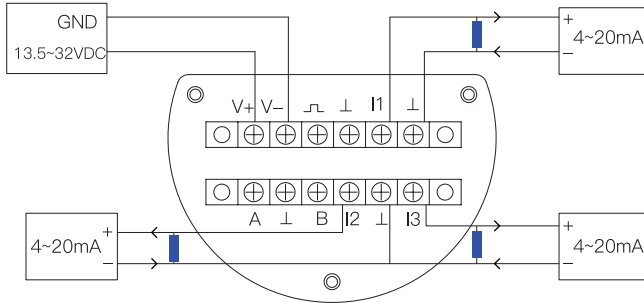 GND
13.5~32VDC
+
4~20mA
−
V+ V− ⎍ ⊥ I1 ⊥
A ⊥ B I2 ⊥ I3
+
4~20mA
−
+
4~20mA
−